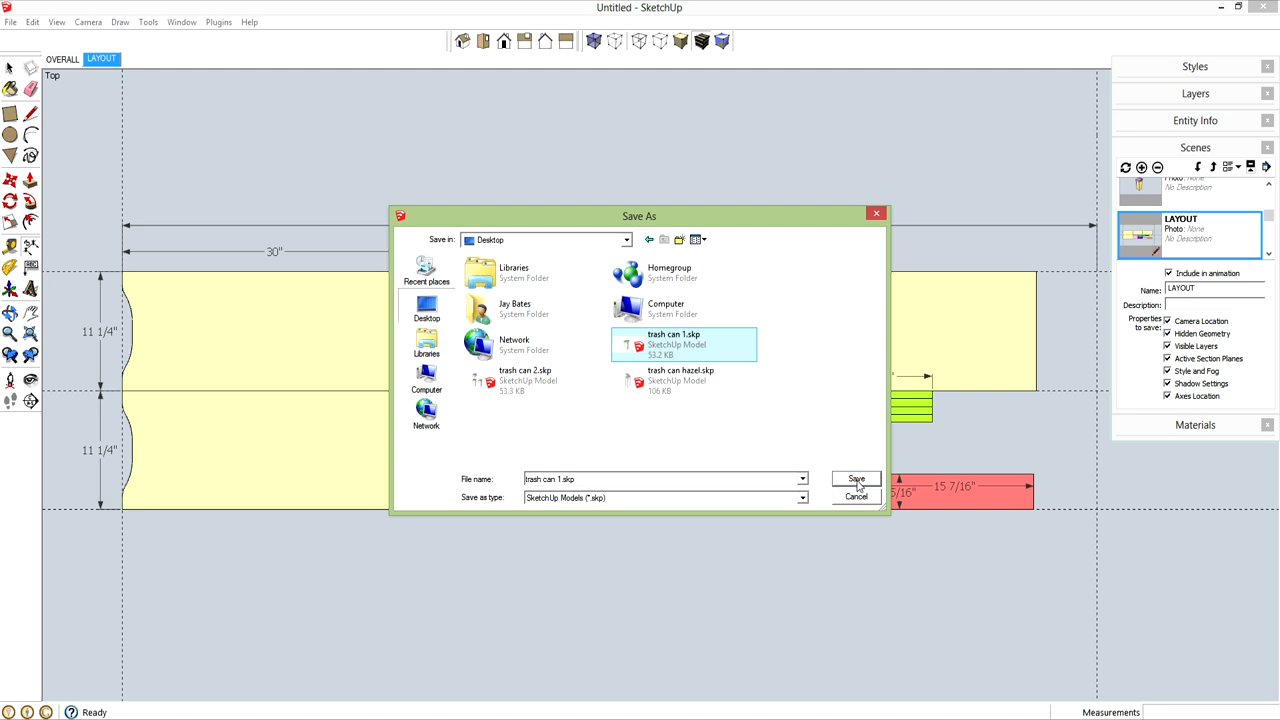 Untitled - SketchUp
File Edit View Camera Draw Tools Window Plugins Help
OVERALL LAYOUT
Top
Styles
Layers
Entity Info
Scenes
Photo: None
No Description
LAYOUT
Photo: None
No Description
Include in animation
Name: LAYOUT
Description:
Properties to save:
Camera Location
Hidden Geometry
Visible Layers
Active Section Planes
Style and Fog
Shadow Settings
Axes Location
Materials
30"
11 1/4"
11 1/4"
"
5/16"
15 7/16"
Save As
Save in: Desktop
Recent places
Desktop
Libraries
Computer
Network
Libraries
System Folder
Homegroup
System Folder
Jay Bates
System Folder
Computer
System Folder
Network
System Folder
trash can 1.skp
SketchUp Model
53.2 KB
trash can 2.skp
SketchUp Model
53.3 KB
trash can hazel.skp
SketchUp Model
106 KB
File name: trash can 1.skp
Save
Save as type: SketchUp Models (*.skp)
Cancel
Ready
Measurements